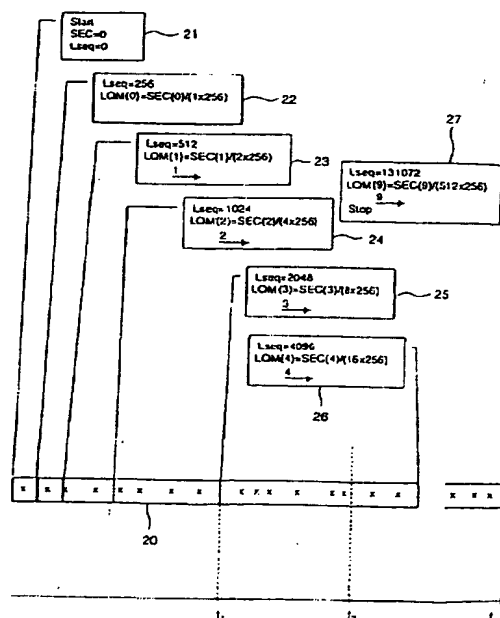 Start
SEC=0
Lseq=0
21
Lseq=256
LOM(0)=SEC(0)/(1x256)
22
27
Lseq=512
LOM(1)=SEC(1)/(2x256)
1
23
Lseq=131072
LOM(9)=SEC(9)/(512x256)
9
Stop
Lseq=1024
LOM(2)=SEC(2)/(4x256)
2
24
Lseq=2048
LOM(3)=SEC(3)/(8x256)
3
25
Lseq=4096
LOM(4)=SEC(4)/(16x256)
4
26
x x x x x x x x x x x x x x x x x x x x
20